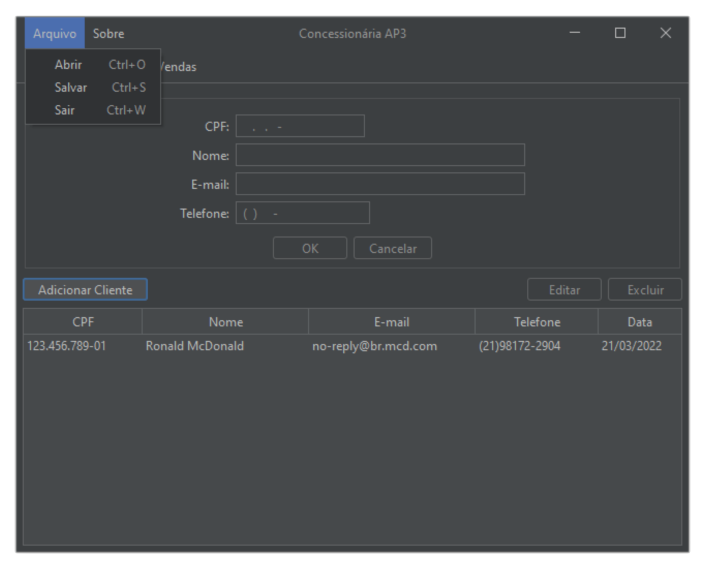 Arquivo Sobre Concessionária AP3
Abrir Ctrl+O
Salvar Ctrl+S
Sair Ctrl+W
/endas
CPF: . . -
Nome:
E-mail:
Telefone: ( ) -
OK Cancelar
Adicionar Cliente Editar Excluir
CPF Nome E-mail Telefone Data
123.456.789-01 Ronald McDonald no-reply@br.mcd.com (21)98172-2904 21/03/2022